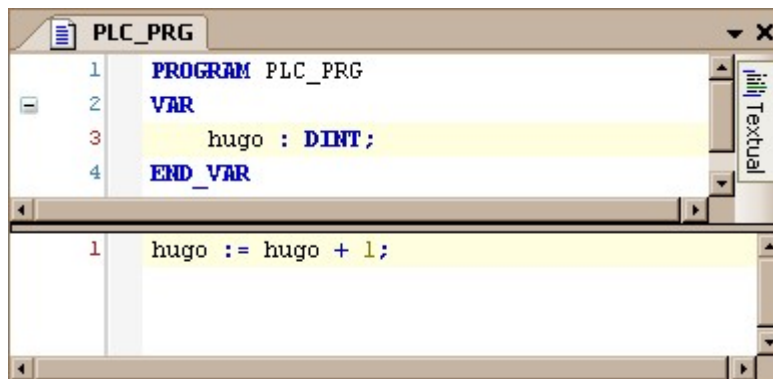 PLC_PRG
1 PROGRAM PLC_PRG
2 VAR
3 hugo : DINT;
4 END_VAR
Textual
1 hugo := hugo + 1;